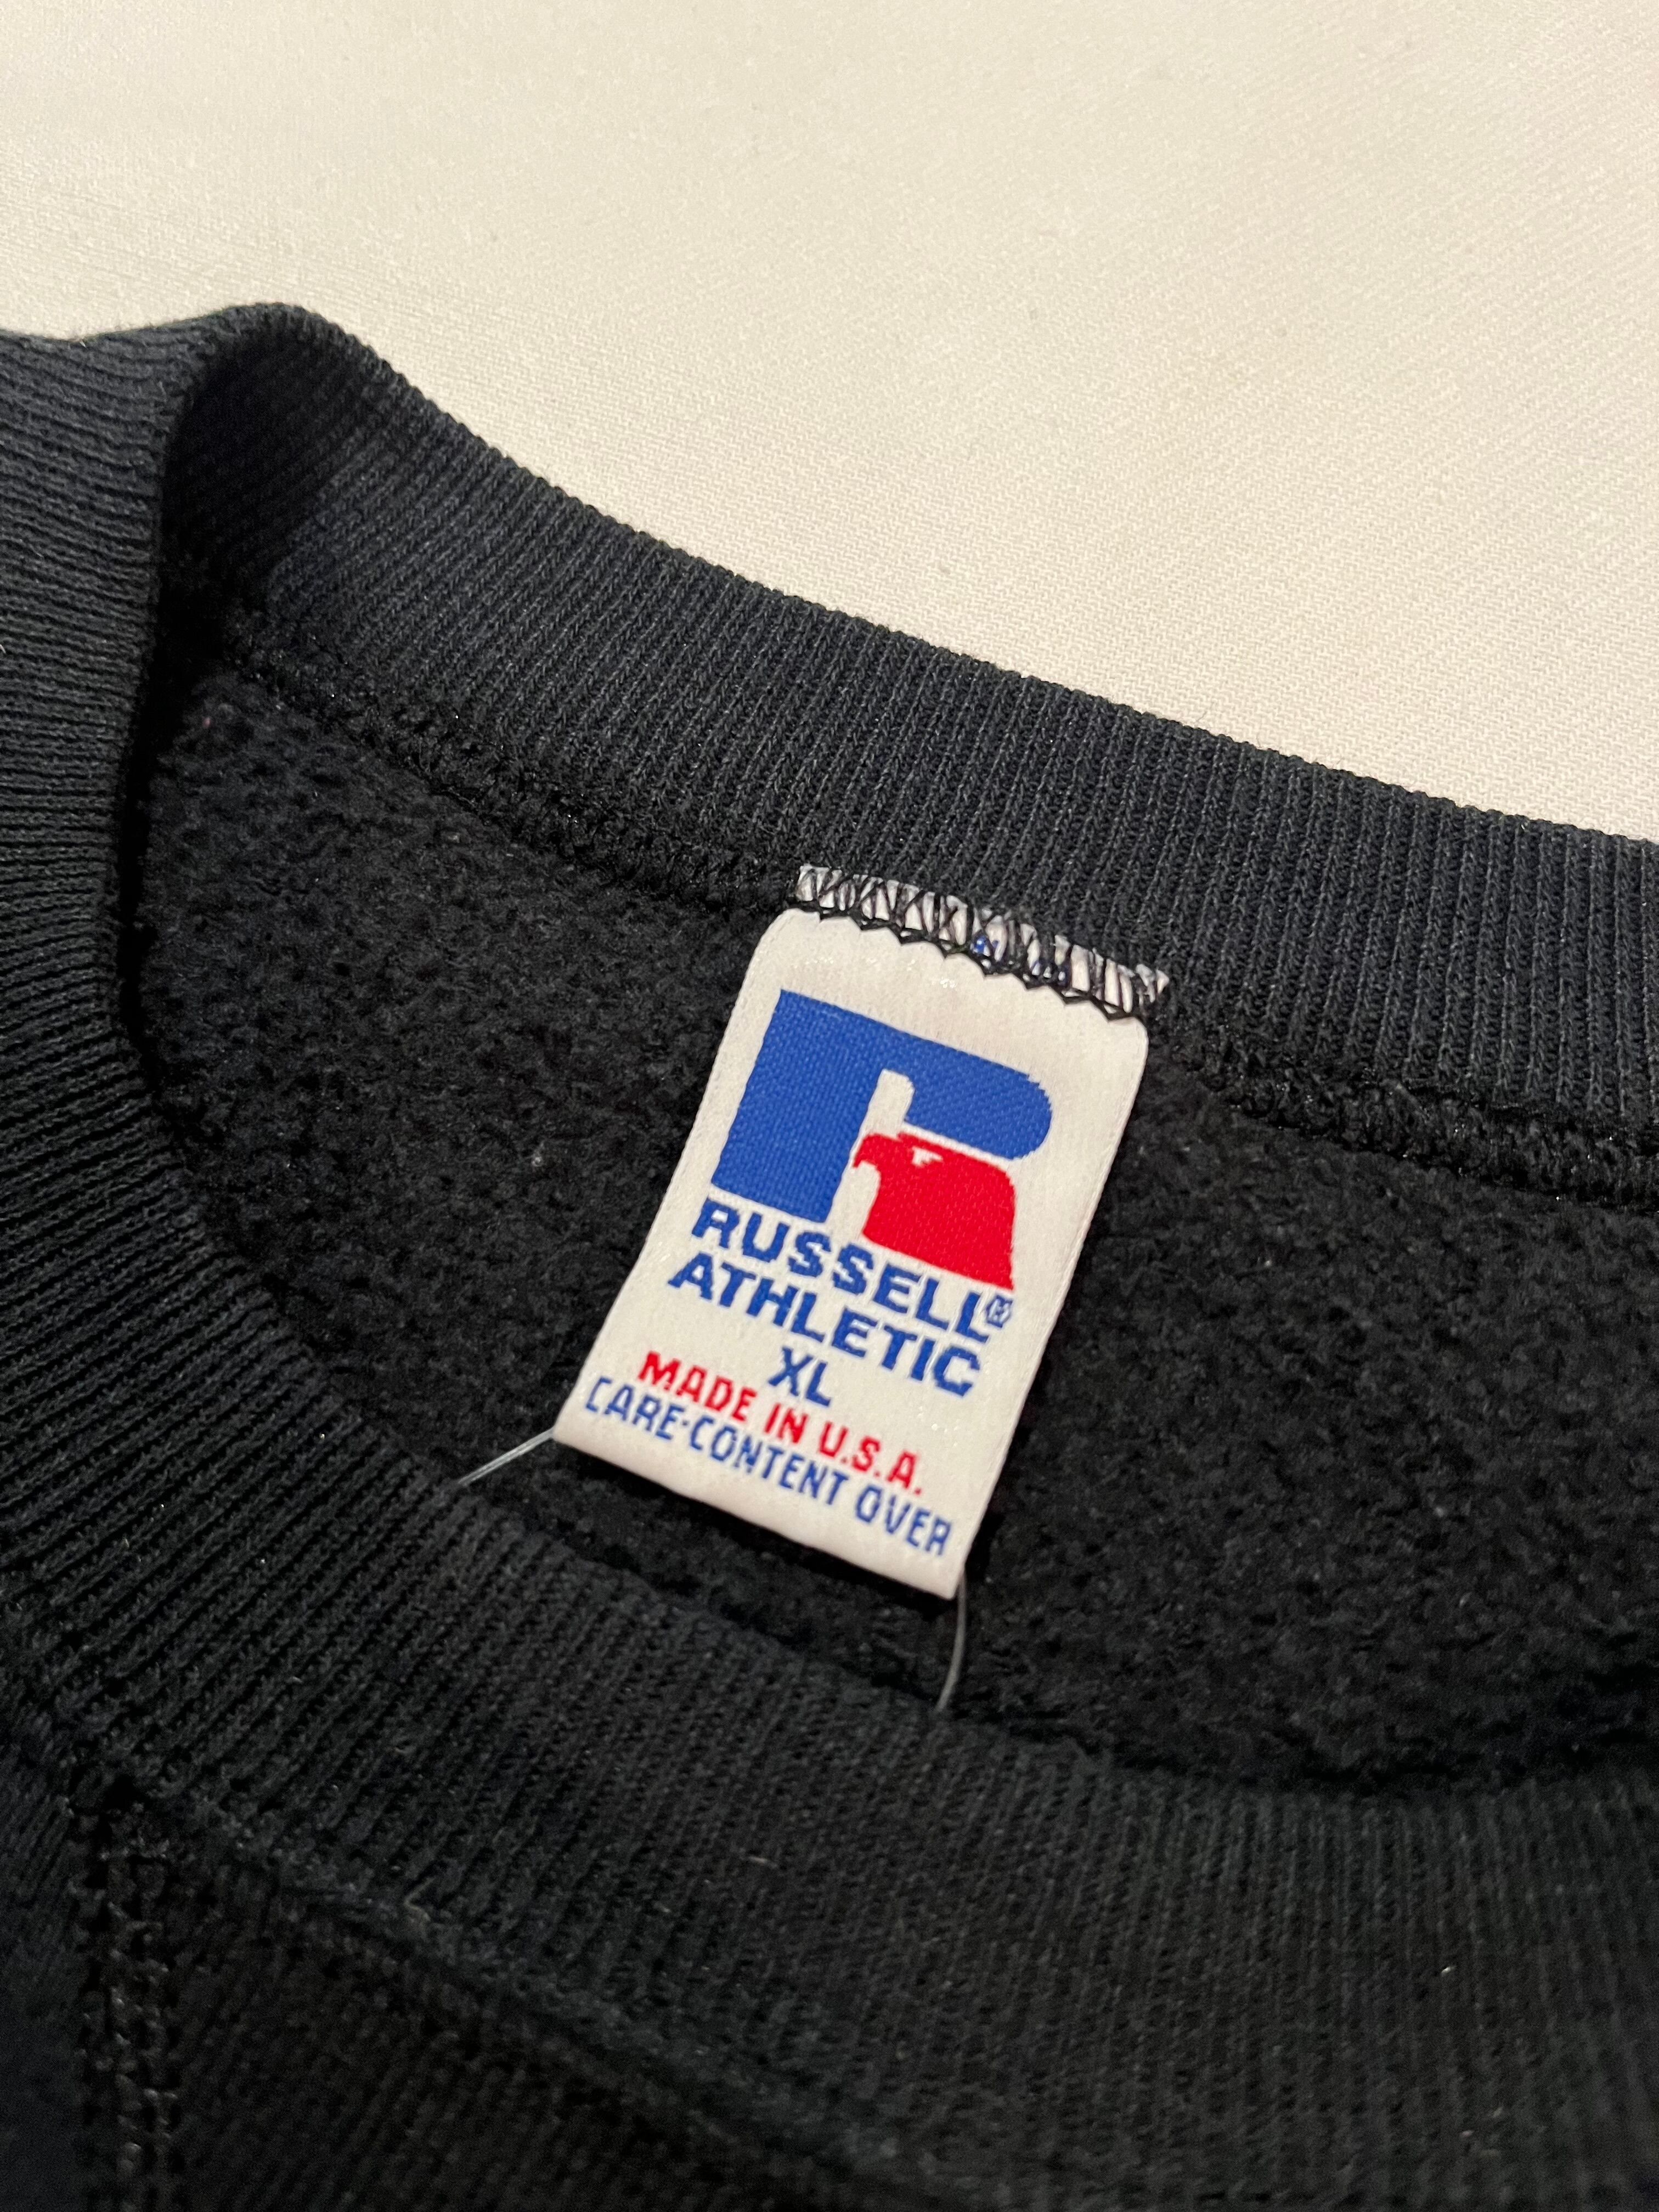 RUSSELL®
ATHLETIC
XL
MADE IN U.S.A.
CARE-CONTENT OVER